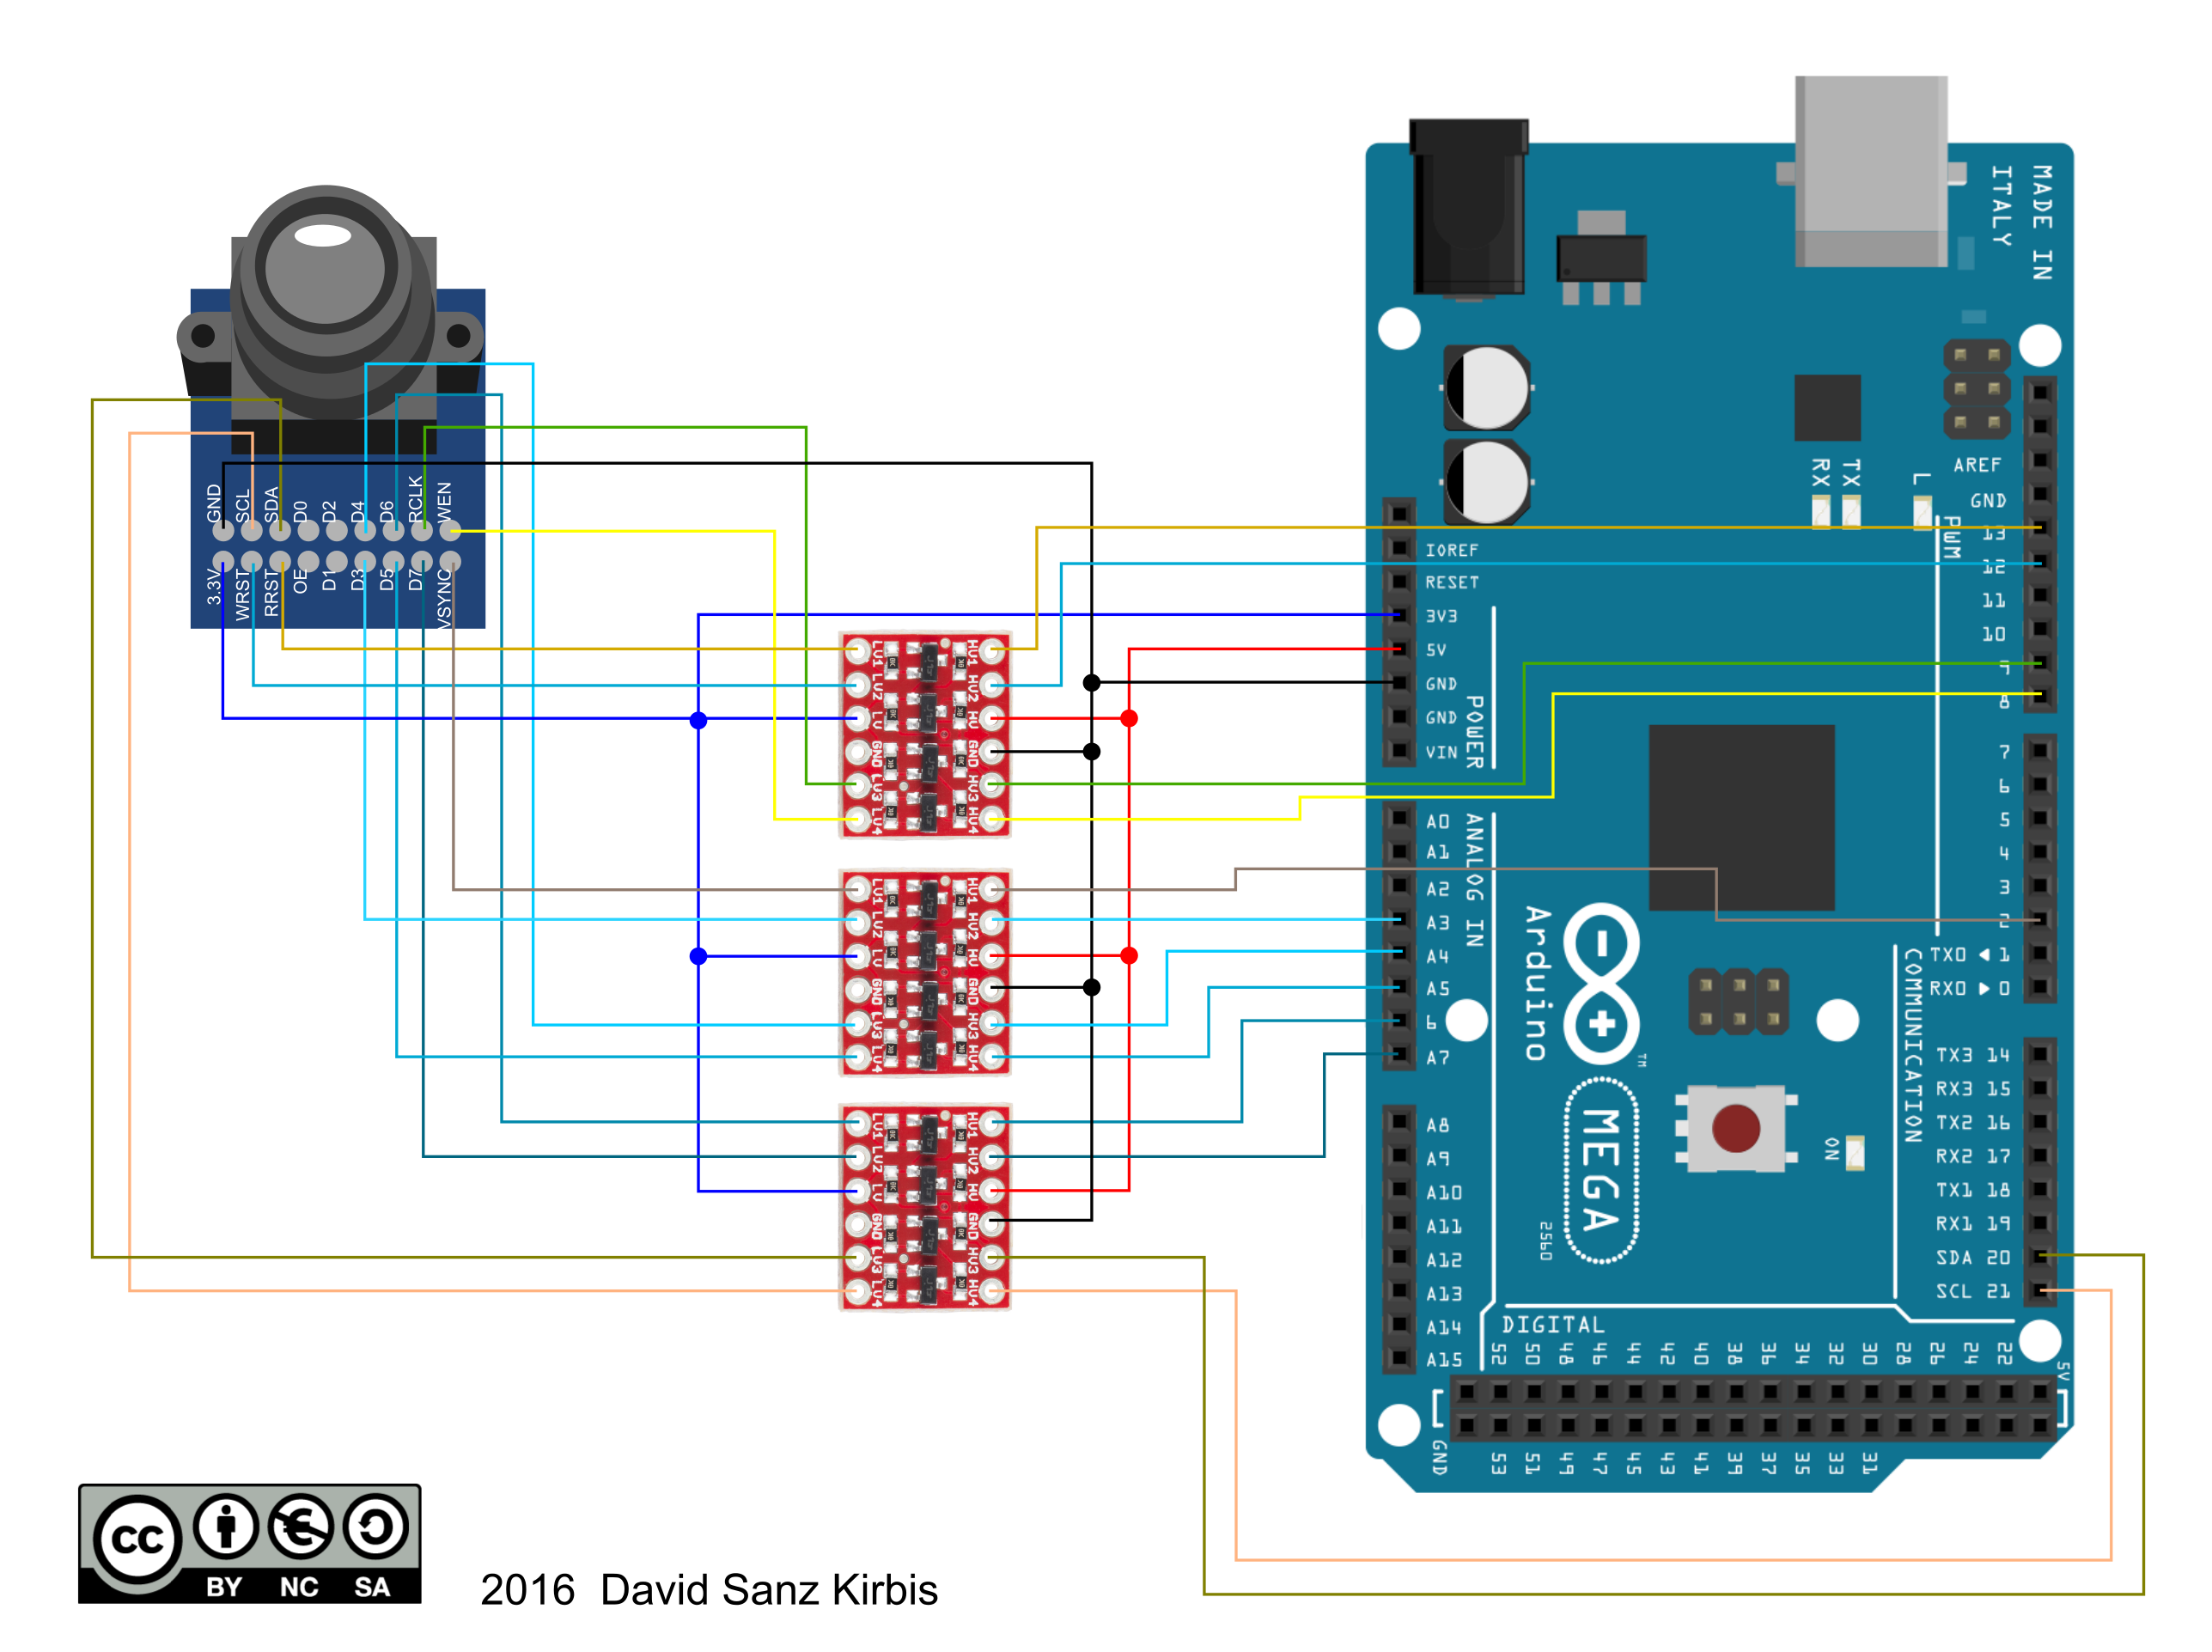 MADE IN
ITALY
AREF
GND
13
12
11
10
9
8
7
6
5
4
3
2
TX0 ◄ 1
RX0 ► 0
PWM
L
TX
RX
IOREF
RESET
3V3
5V
GND
GND
VIN
POWER
A0
A1
A2
A3
A4
A5
6
A7
ANALOG IN
A8
A9
A10
A11
A12
A13
A14
A15
Arduino
TM
MEGA
2560
ON
COMMUNICATION
TX3 14
RX3 15
TX2 16
RX2 17
TX1 18
RX1 19
SDA 20
SCL 21
DIGITAL
52 50 48 46 44 42 40 38 36 34 32 30 28 26 24 22
5V
GND
53 51 49 47 45 43 41 39 37 35 33 31
GND SCL SDA D0 D2 D4 D6 RCLK WEN
3.3V WRST RRST OE D1 D3 D5 D7 VSYNC
LV1 HV1
LV2 HV2
LV HV
GND GND
LV3 HV3
LV4 HV4
LV1 HV1
LV2 HV2
LV HV
GND GND
LV3 HV3
LV4 HV4
LV1 HV1
LV2 HV2
LV HV
GND GND
LV3 HV3
LV4 HV4
cc
BY NC SA
2016 David Sanz Kirbis